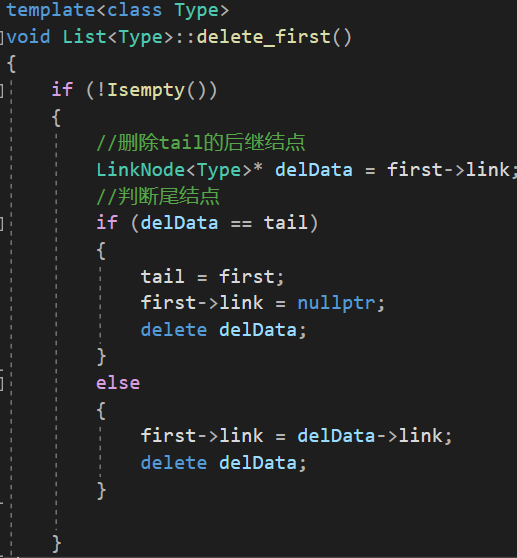 template<class Type>
void List<Type>::delete_first()
{
if (!Isempty())
{
//删除tail的后继结点
LinkNode<Type>* delData = first->link;
//判断尾结点
if (delData == tail)
{
tail = first;
first->link = nullptr;
delete delData;
}
else
{
first->link = delData->link;
delete delData;
}
}